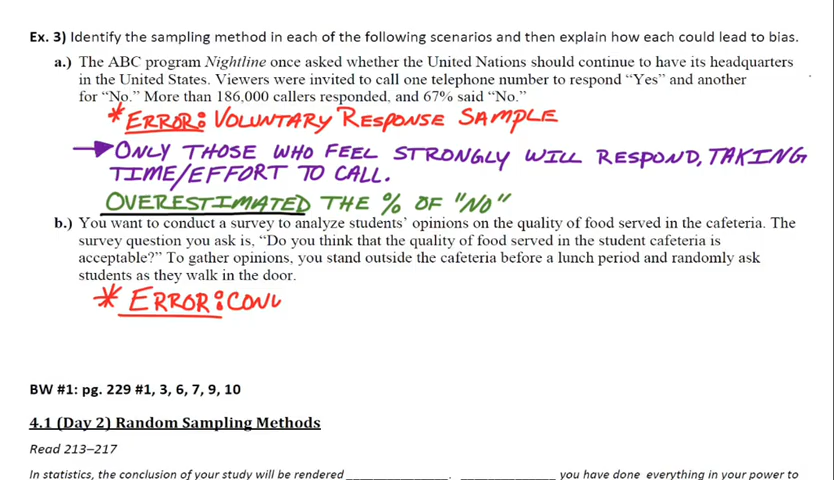 Ex. 3) Identify the sampling method in each of the following scenarios and then explain how each could lead to bias.
a.) The ABC program Nightline once asked whether the United Nations should continue to have its headquarters
in the United States. Viewers were invited to call one telephone number to respond “Yes” and another
for “No.” More than 186,000 callers responded, and 67% said “No.”
* ERROR: VOLUNTARY RESPONSE SAMPLE
→ ONLY THOSE WHO FEEL STRONGLY WILL RESPOND, TAKING
TIME/EFFORT TO CALL.
OVERESTIMATED THE % OF "NO"
b.) You want to conduct a survey to analyze students’ opinions on the quality of food served in the cafeteria. The
survey question you ask is, “Do you think that the quality of food served in the student cafeteria is
acceptable?” To gather opinions, you stand outside the cafeteria before a lunch period and randomly ask
students as they walk in the door.
* ERROR:
BW #1: pg. 229 #1, 3, 6, 7, 9, 10
4.1 (Day 2) Random Sampling Methods
Read 213–217
In statistics, the conclusion of your study will be rendered ____________. ____________ you have done everything in your power to